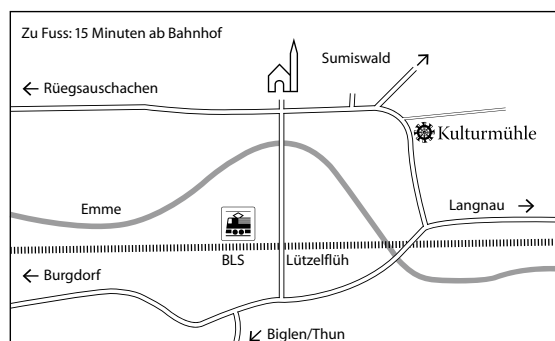 Zu Fuss: 15 Minuten ab Bahnhof
Sumiswald
← Rüegsauschachen
Kulturmühle
Emme
Langnau →
BLS
Lützelflüh
← Burgdorf
↙ Biglen/Thun